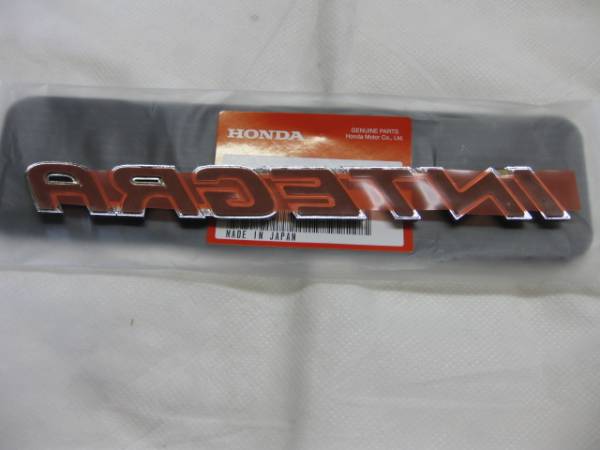 HONDA
GENUINE PARTS
Honda Motor Co., Ltd.
INTEGRA
MADE IN JAPAN